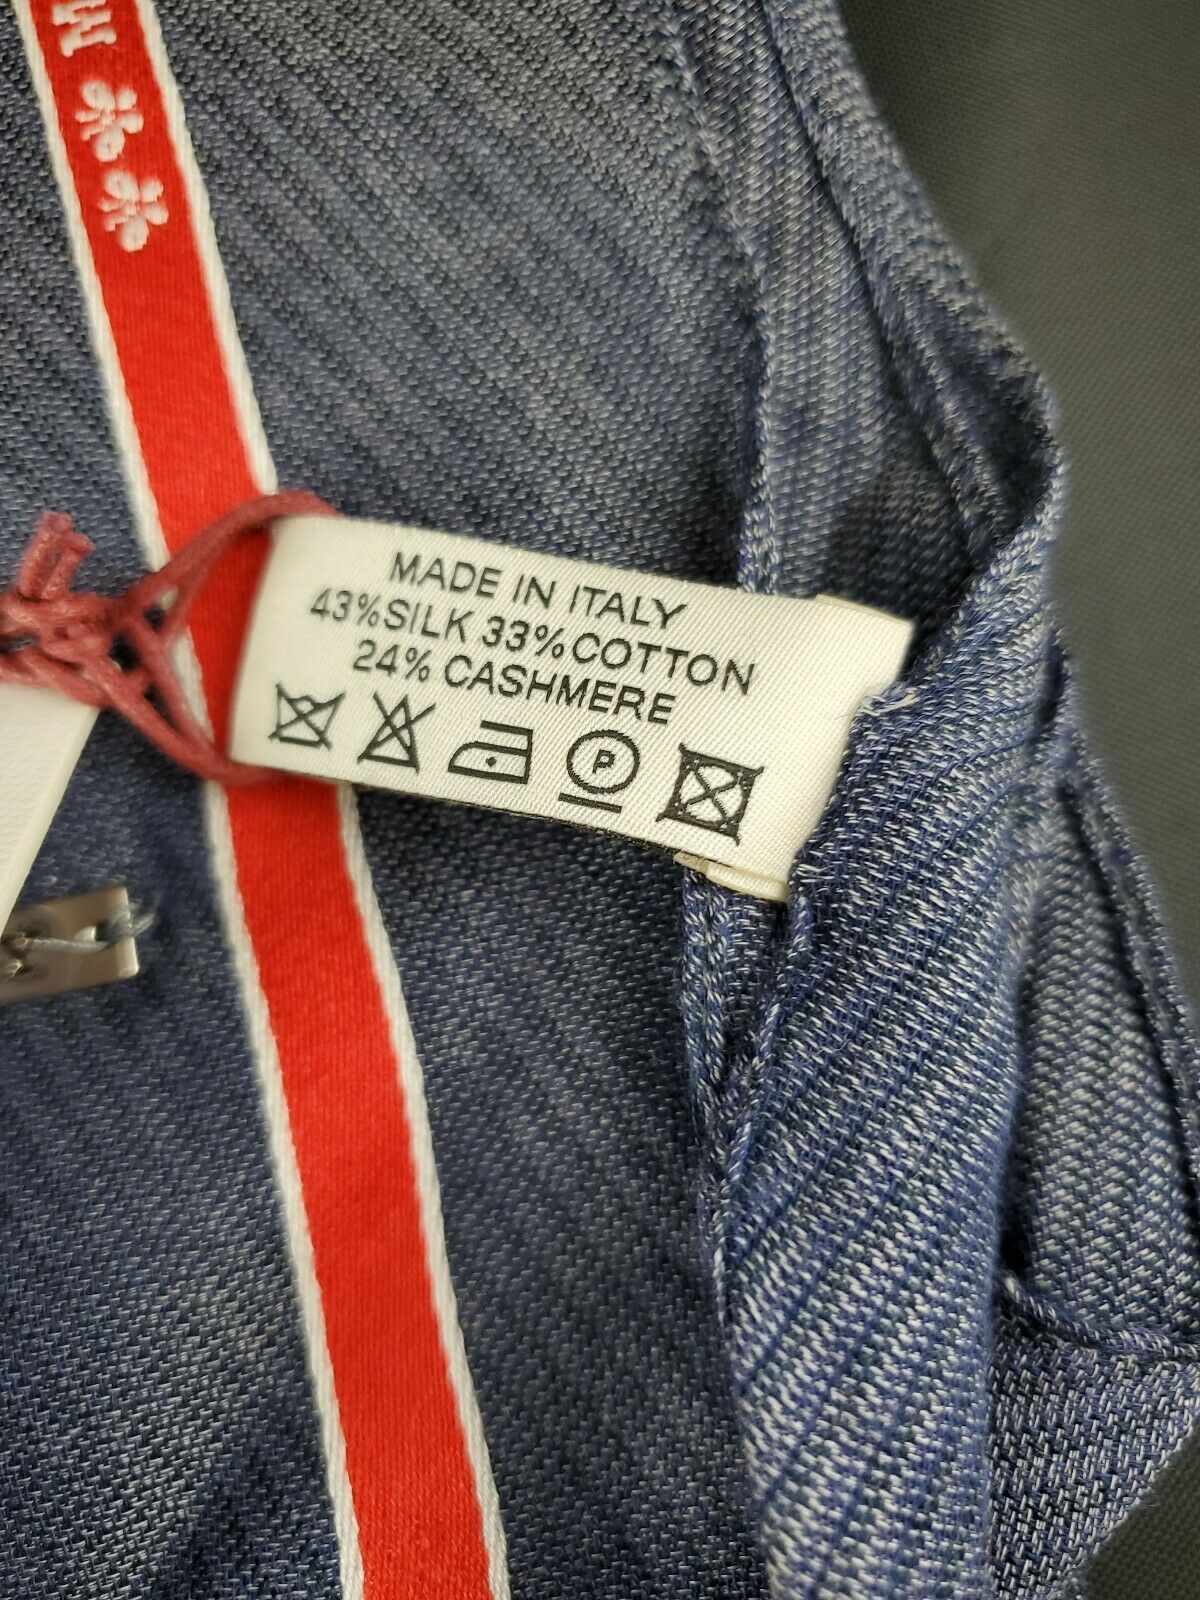 M
MADE IN ITALY
43%SILK 33%COTTON
24% CASHMERE
P